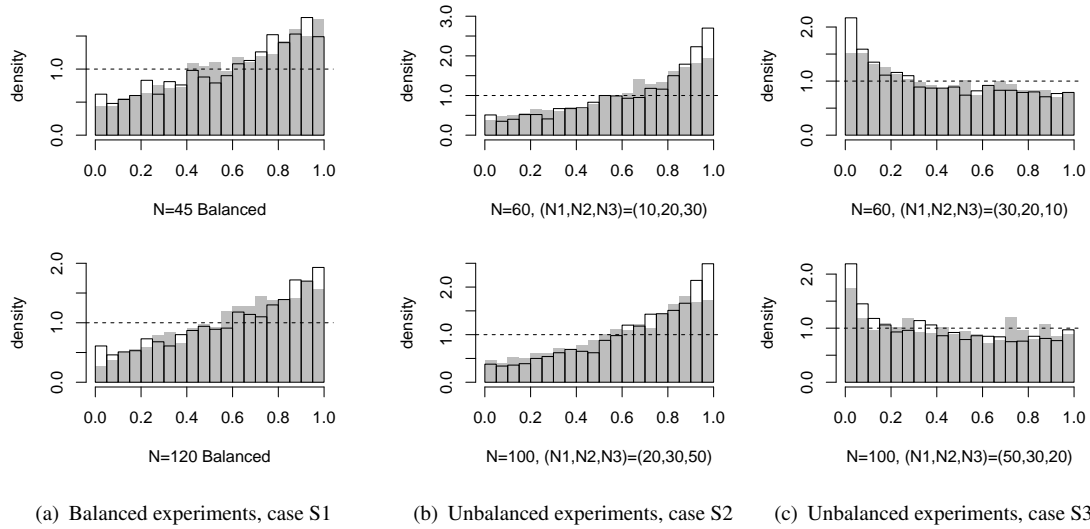 density
0.0
1.0
0.0 0.2 0.4 0.6 0.8 1.0
N=45 Balanced
density
0.0
1.0
2.0
3.0
0.0 0.2 0.4 0.6 0.8 1.0
N=60, (N1,N2,N3)=(10,20,30)
density
0.0
1.0
2.0
0.0 0.2 0.4 0.6 0.8 1.0
N=60, (N1,N2,N3)=(30,20,10)
density
0.0
1.0
2.0
0.0 0.2 0.4 0.6 0.8 1.0
N=120 Balanced
density
0.0
1.0
2.0
0.0 0.2 0.4 0.6 0.8 1.0
N=100, (N1,N2,N3)=(20,30,50)
density
0.0
1.0
2.0
0.0 0.2 0.4 0.6 0.8 1.0
N=100, (N1,N2,N3)=(50,30,20)
(a) Balanced experiments, case S1
(b) Unbalanced experiments, case S2
(c) Unbalanced experiments, case S3